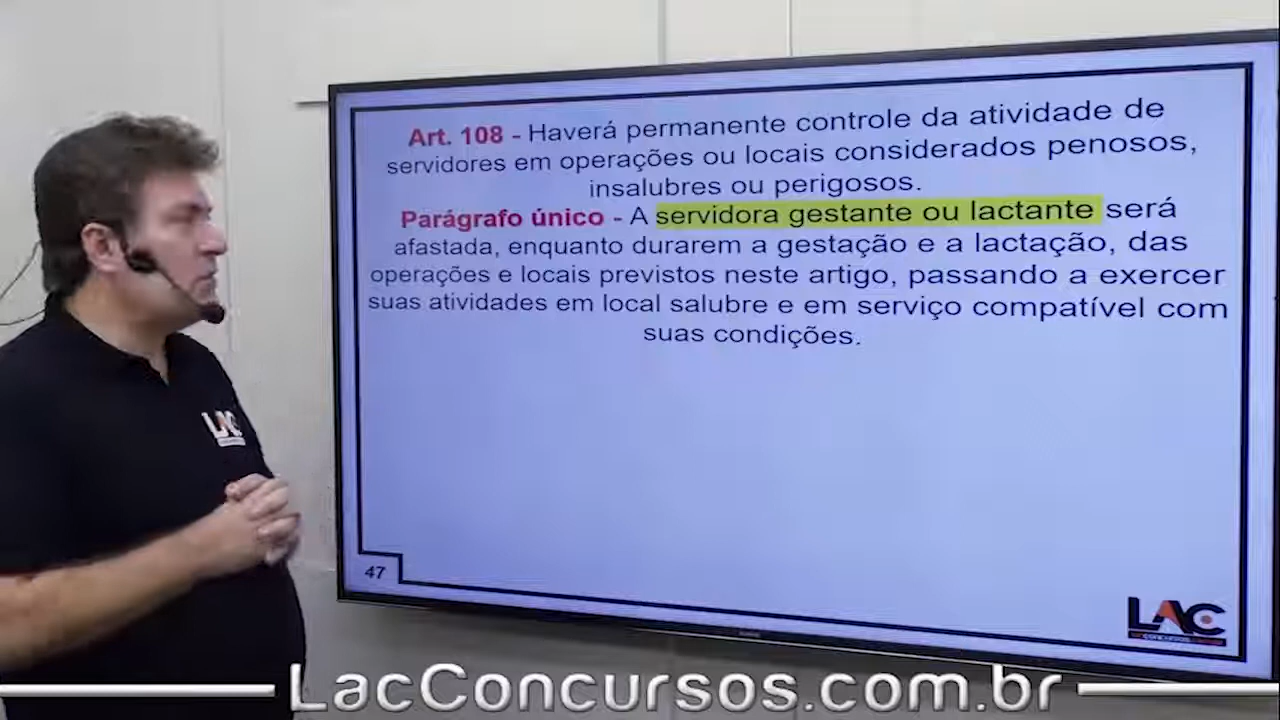 Art. 108 - Haverá permanente controle da atividade de
servidores em operações ou locais considerados penosos,
insalubres ou perigosos.
Parágrafo único - A servidora gestante ou lactante será
afastada, enquanto durarem a gestação e a lactação, das
operações e locais previstos neste artigo, passando a exercer
suas atividades em local salubre e em serviço compatível com
suas condições.
47
LAC
LAC
LacConcursos.com.br